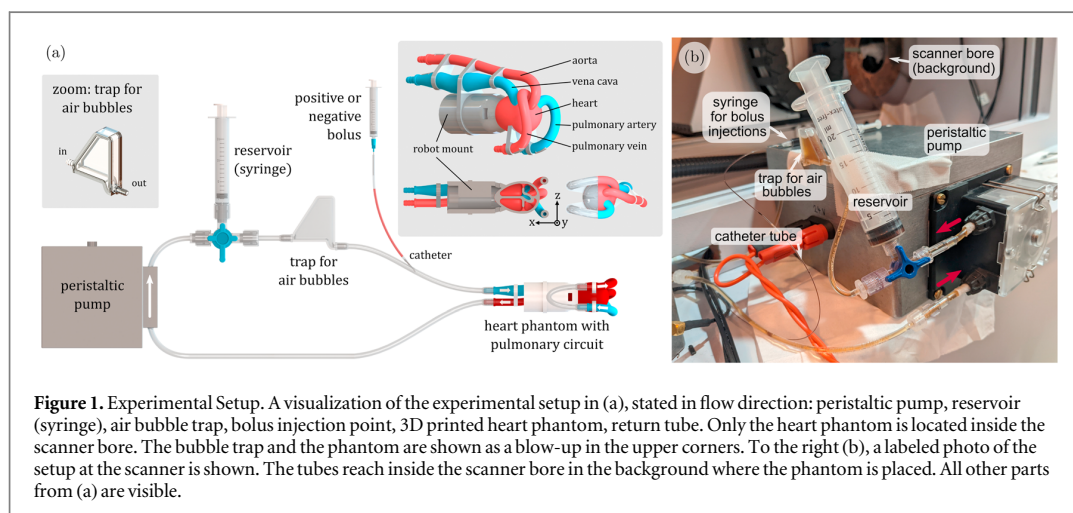 (a)
zoom: trap for
air bubbles
in
out
reservoir
(syringe)
positive or
negative
bolus
aorta
vena cava
heart
pulmonary artery
pulmonary vein
robot mount
z
x
y
catheter
trap for
air bubbles
peristaltic
pump
heart phantom with
pulmonary circuit
(b)
scanner bore
(background)
syringe
for bolus
injections
peristaltic
pump
trap for air
bubbles
reservoir
catheter tube
20
ml
15
10
5
Figure 1. Experimental Setup. A visualization of the experimental setup in (a), stated in flow direction: peristaltic pump, reservoir
(syringe), air bubble trap, bolus injection point, 3D printed heart phantom, return tube. Only the heart phantom is located inside the
scanner bore. The bubble trap and the phantom are shown as a blow-up in the upper corners. To the right (b), a labeled photo of the
setup at the scanner is shown. The tubes reach inside the scanner bore in the background where the phantom is placed. All other parts
from (a) are visible.